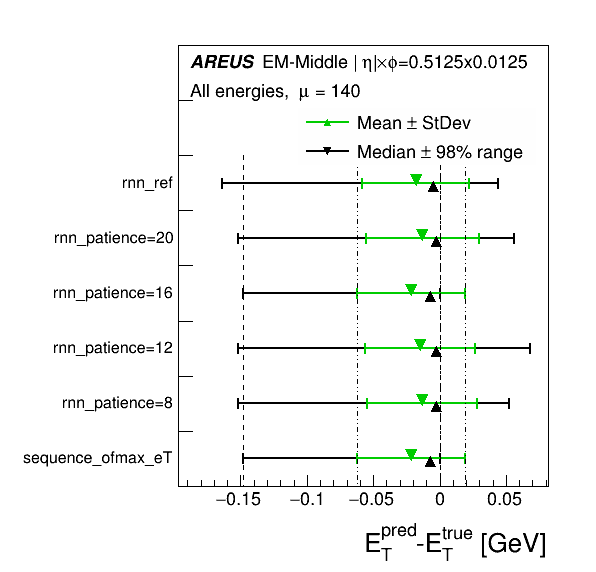 AREUS EM-Middle | η|×ϕ=0.5125x0.0125
All energies, μ = 140
Mean ± StDev
Median ± 98% range
rnn_ref
rnn_patience=20
rnn_patience=16
rnn_patience=12
rnn_patience=8
sequence_ofmax_eT
−0.15 −0.1 −0.05 0 0.05
E_T^pred-E_T^true [GeV]